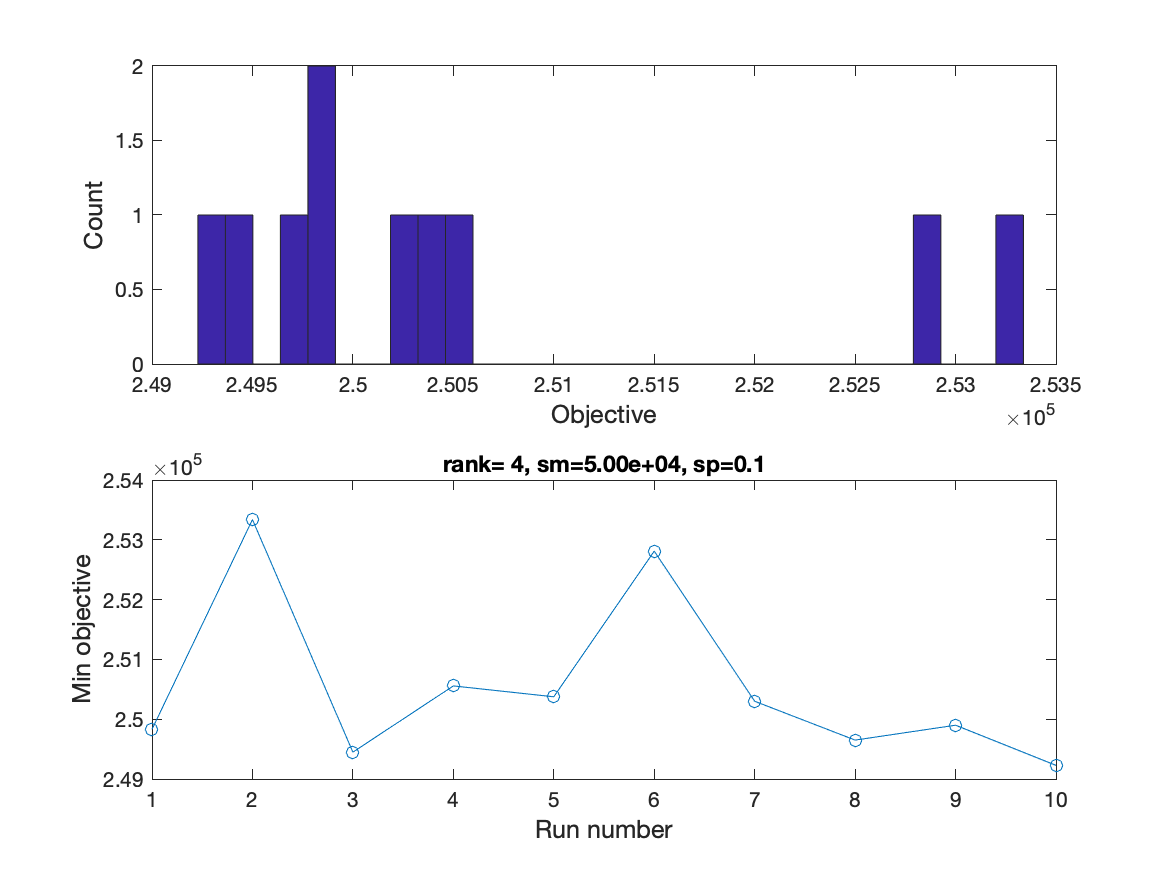 2
1.5
1
0.5
0
Count
2.49 2.495 2.5 2.505 2.51 2.515 2.52 2.525 2.53 2.535
Objective
×10^5
rank= 4, sm=5.00e+04, sp=0.1
×10^5
2.54
2.53
2.52
2.51
2.5
2.49
Min objective
1 2 3 4 5 6 7 8 9 10
Run number